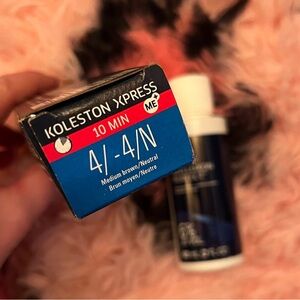 KOLESTON XPRESS
ME+
10 MIN
4/ -4/N
Medium brown/Neutral
Brun moyen/Neutre